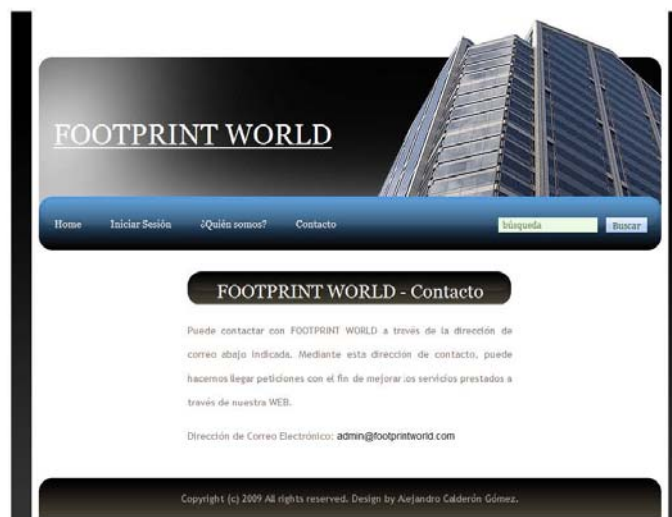 FOOTPRINT WORLD
Home Iniciar Sesión ¿Quién somos? Contacto búsqueda Buscar
FOOTPRINT WORLD - Contacto
Puede contactar con FOOTPRINT WORLD a través de la dirección de
correo abajo indicada. Mediante esta dirección de contacto, puede
hacernos llegar peticiones con el fin de mejorar los servicios prestados a
través de nuestra WEB.
Dirección de Correo Electrónico: admin@footprintworld.com
Copyright (c) 2009 All rights reserved. Design by Alejandro Calderón Gómez.